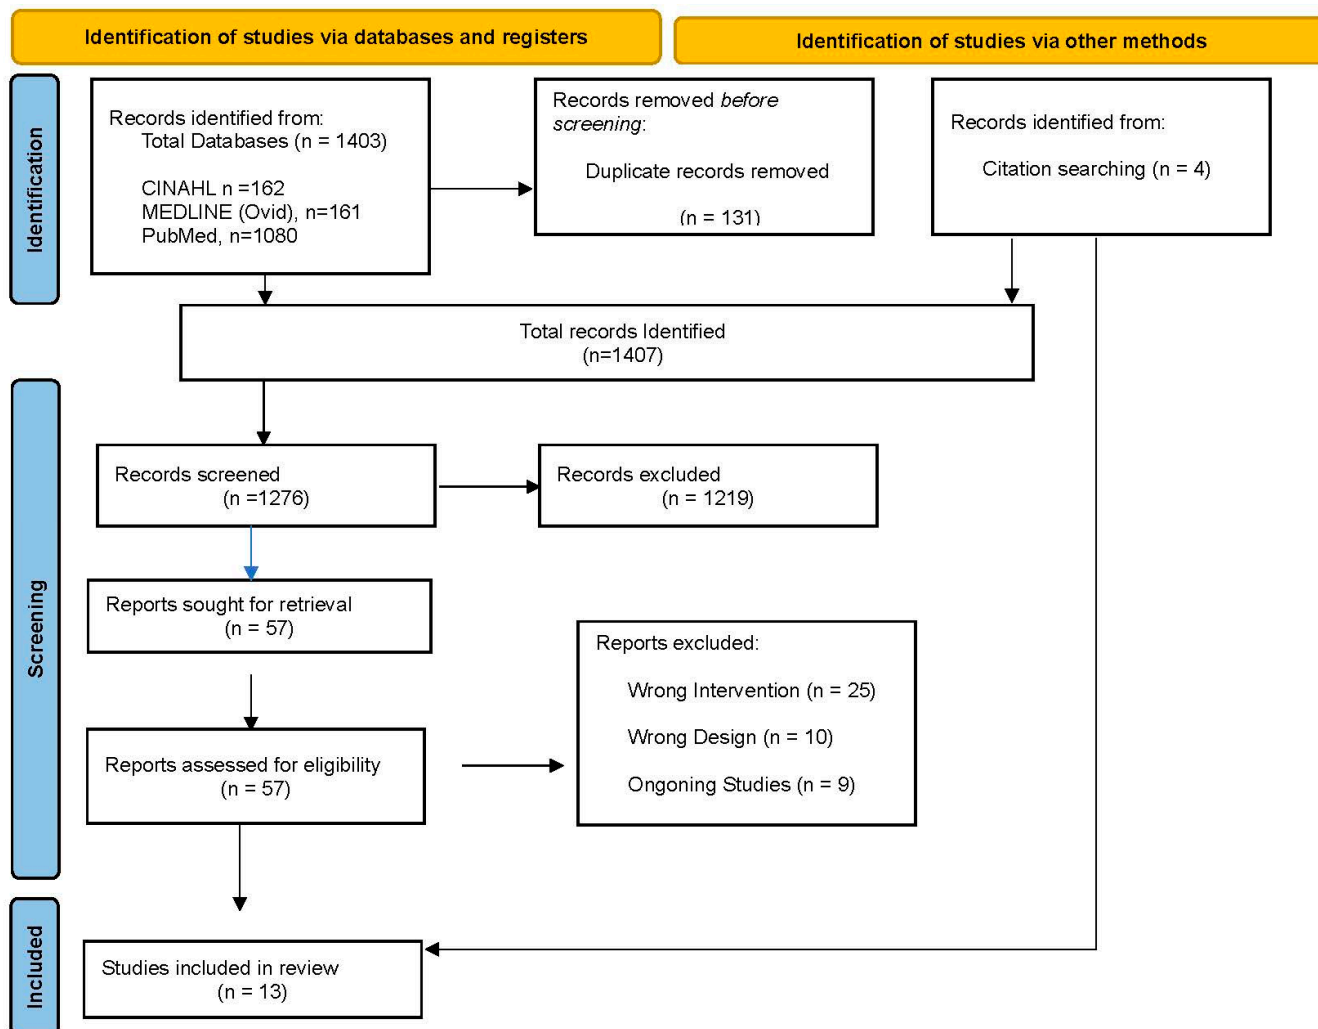 Identification of studies via databases and registers
Identification of studies via other methods
Identification
Records identified from:
Total Databases (n = 1403)
CINAHL n =162
MEDLINE (Ovid), n=161
PubMed, n=1080
Records removed before
screening:
Duplicate records removed
(n = 131)
Records identified from:
Citation searching (n = 4)
Total records Identified
(n=1407)
Screening
Records screened
(n =1276)
Records excluded
(n = 1219)
Reports sought for retrieval
(n = 57)
Reports assessed for eligibility
(n = 57)
Reports excluded:
Wrong Intervention (n = 25)
Wrong Design (n = 10)
Ongoing Studies (n = 9)
Included
Studies included in review
(n = 13)